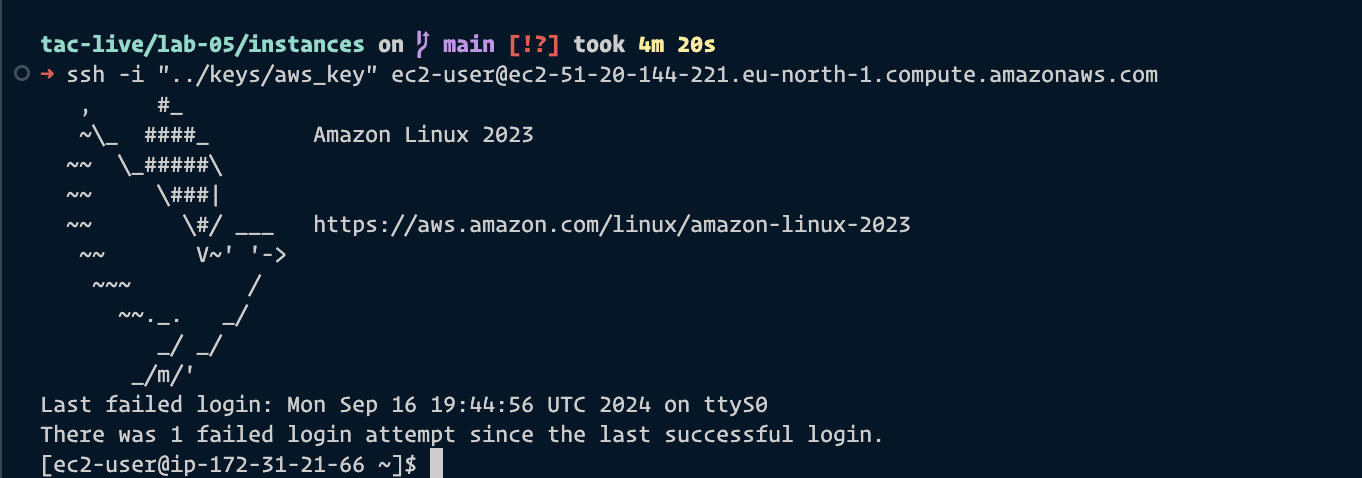 tac-live/lab-05/instances on main [!?] took 4m 20s
➜ ssh -i "../keys/aws_key" ec2-user@ec2-51-20-144-221.eu-north-1.compute.amazonaws.com
   ,     #_
   ~\_  ####_        Amazon Linux 2023
  ~~  \_#####\
  ~~     \###|
  ~~       \#/ ___   https://aws.amazon.com/linux/amazon-linux-2023
   ~~       V~' '->
    ~~~         /
      ~~._.   _/
         _/ _/
       _/m/'
Last failed login: Mon Sep 16 19:44:56 UTC 2024 on ttyS0
There was 1 failed login attempt since the last successful login.
[ec2-user@ip-172-31-21-66 ~]$